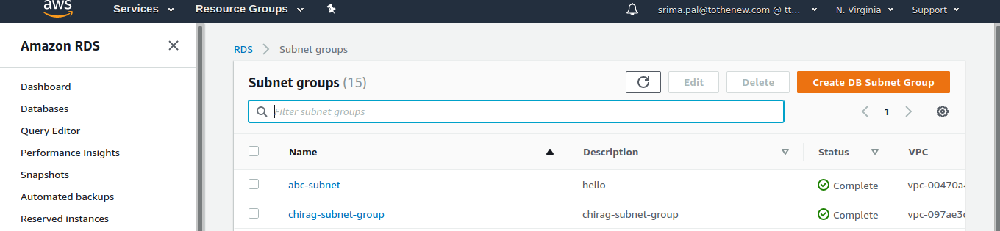 aws Services Resource Groups srima.pal@tothenew.com @ tt... N. Virginia Support
Amazon RDS
Dashboard
Databases
Query Editor
Performance Insights
Snapshots
Automated backups
Reserved instances
RDS Subnet groups
Subnet groups (15) Edit Delete Create DB Subnet Group
Filter subnet groups 1
Name Description Status VPC
abc-subnet hello Complete vpc-00470a
chirag-subnet-group chirag-subnet-group Complete vpc-097ae3